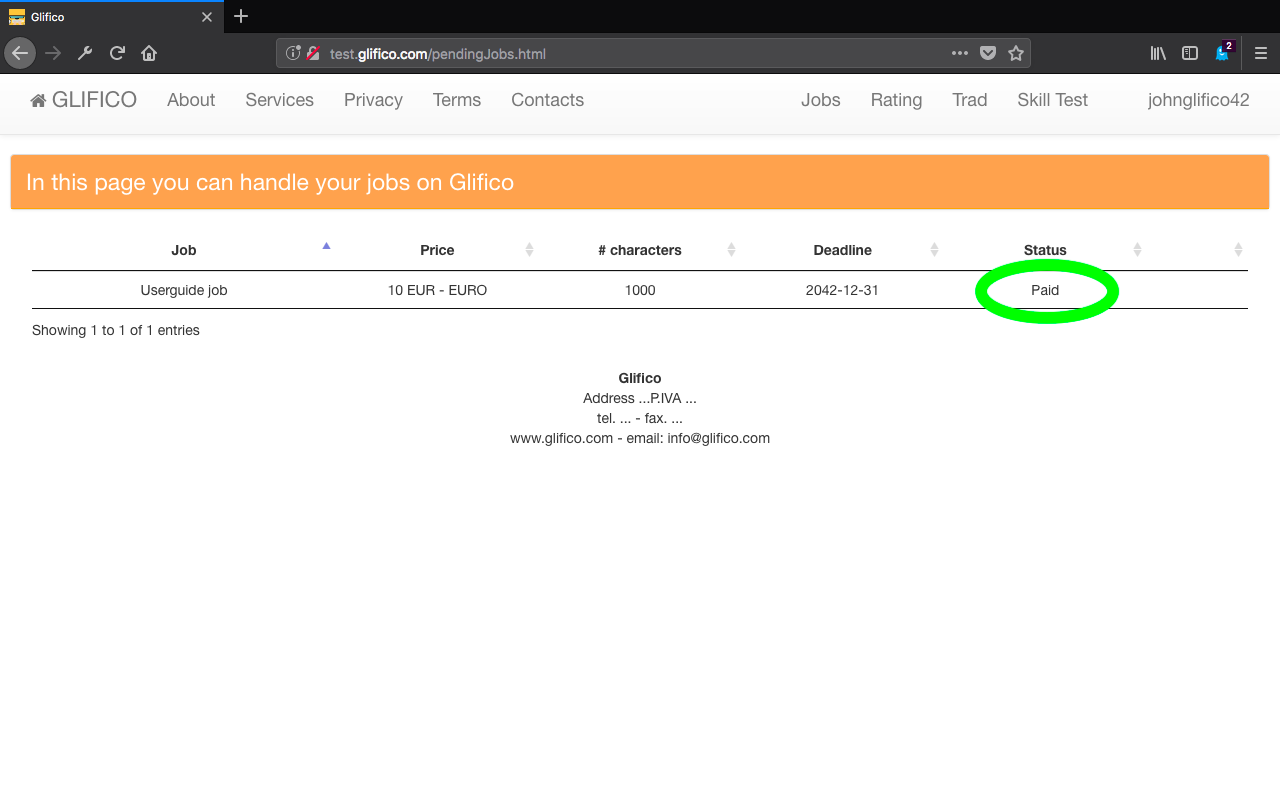 Glifico
test.glifico.com/pendingJobs.html
2
GLIFICO About Services Privacy Terms Contacts Jobs Rating Trad Skill Test johnglifico42
In this page you can handle your jobs on Glifico
Job Price # characters Deadline Status
Userguide job 10 EUR - EURO 1000 2042-12-31 Paid
Showing 1 to 1 of 1 entries
Glifico
Address ...P.IVA ...
tel. ... - fax. ...
www.glifico.com - email: info@glifico.com